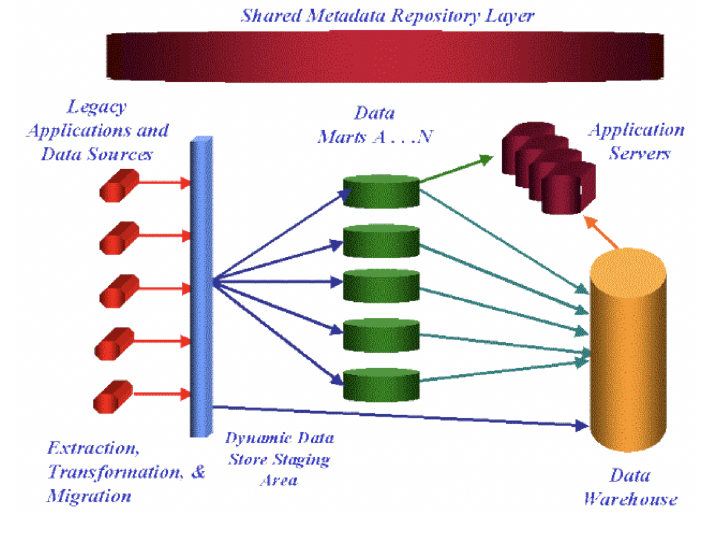 Shared Metadata Repository Layer
Legacy
Applications and
Data Sources
Data
Marts A . . .N
Application
Servers
Extraction,
Transformation, &
Migration
Dynamic Data
Store Staging
Area
Data
Warehouse